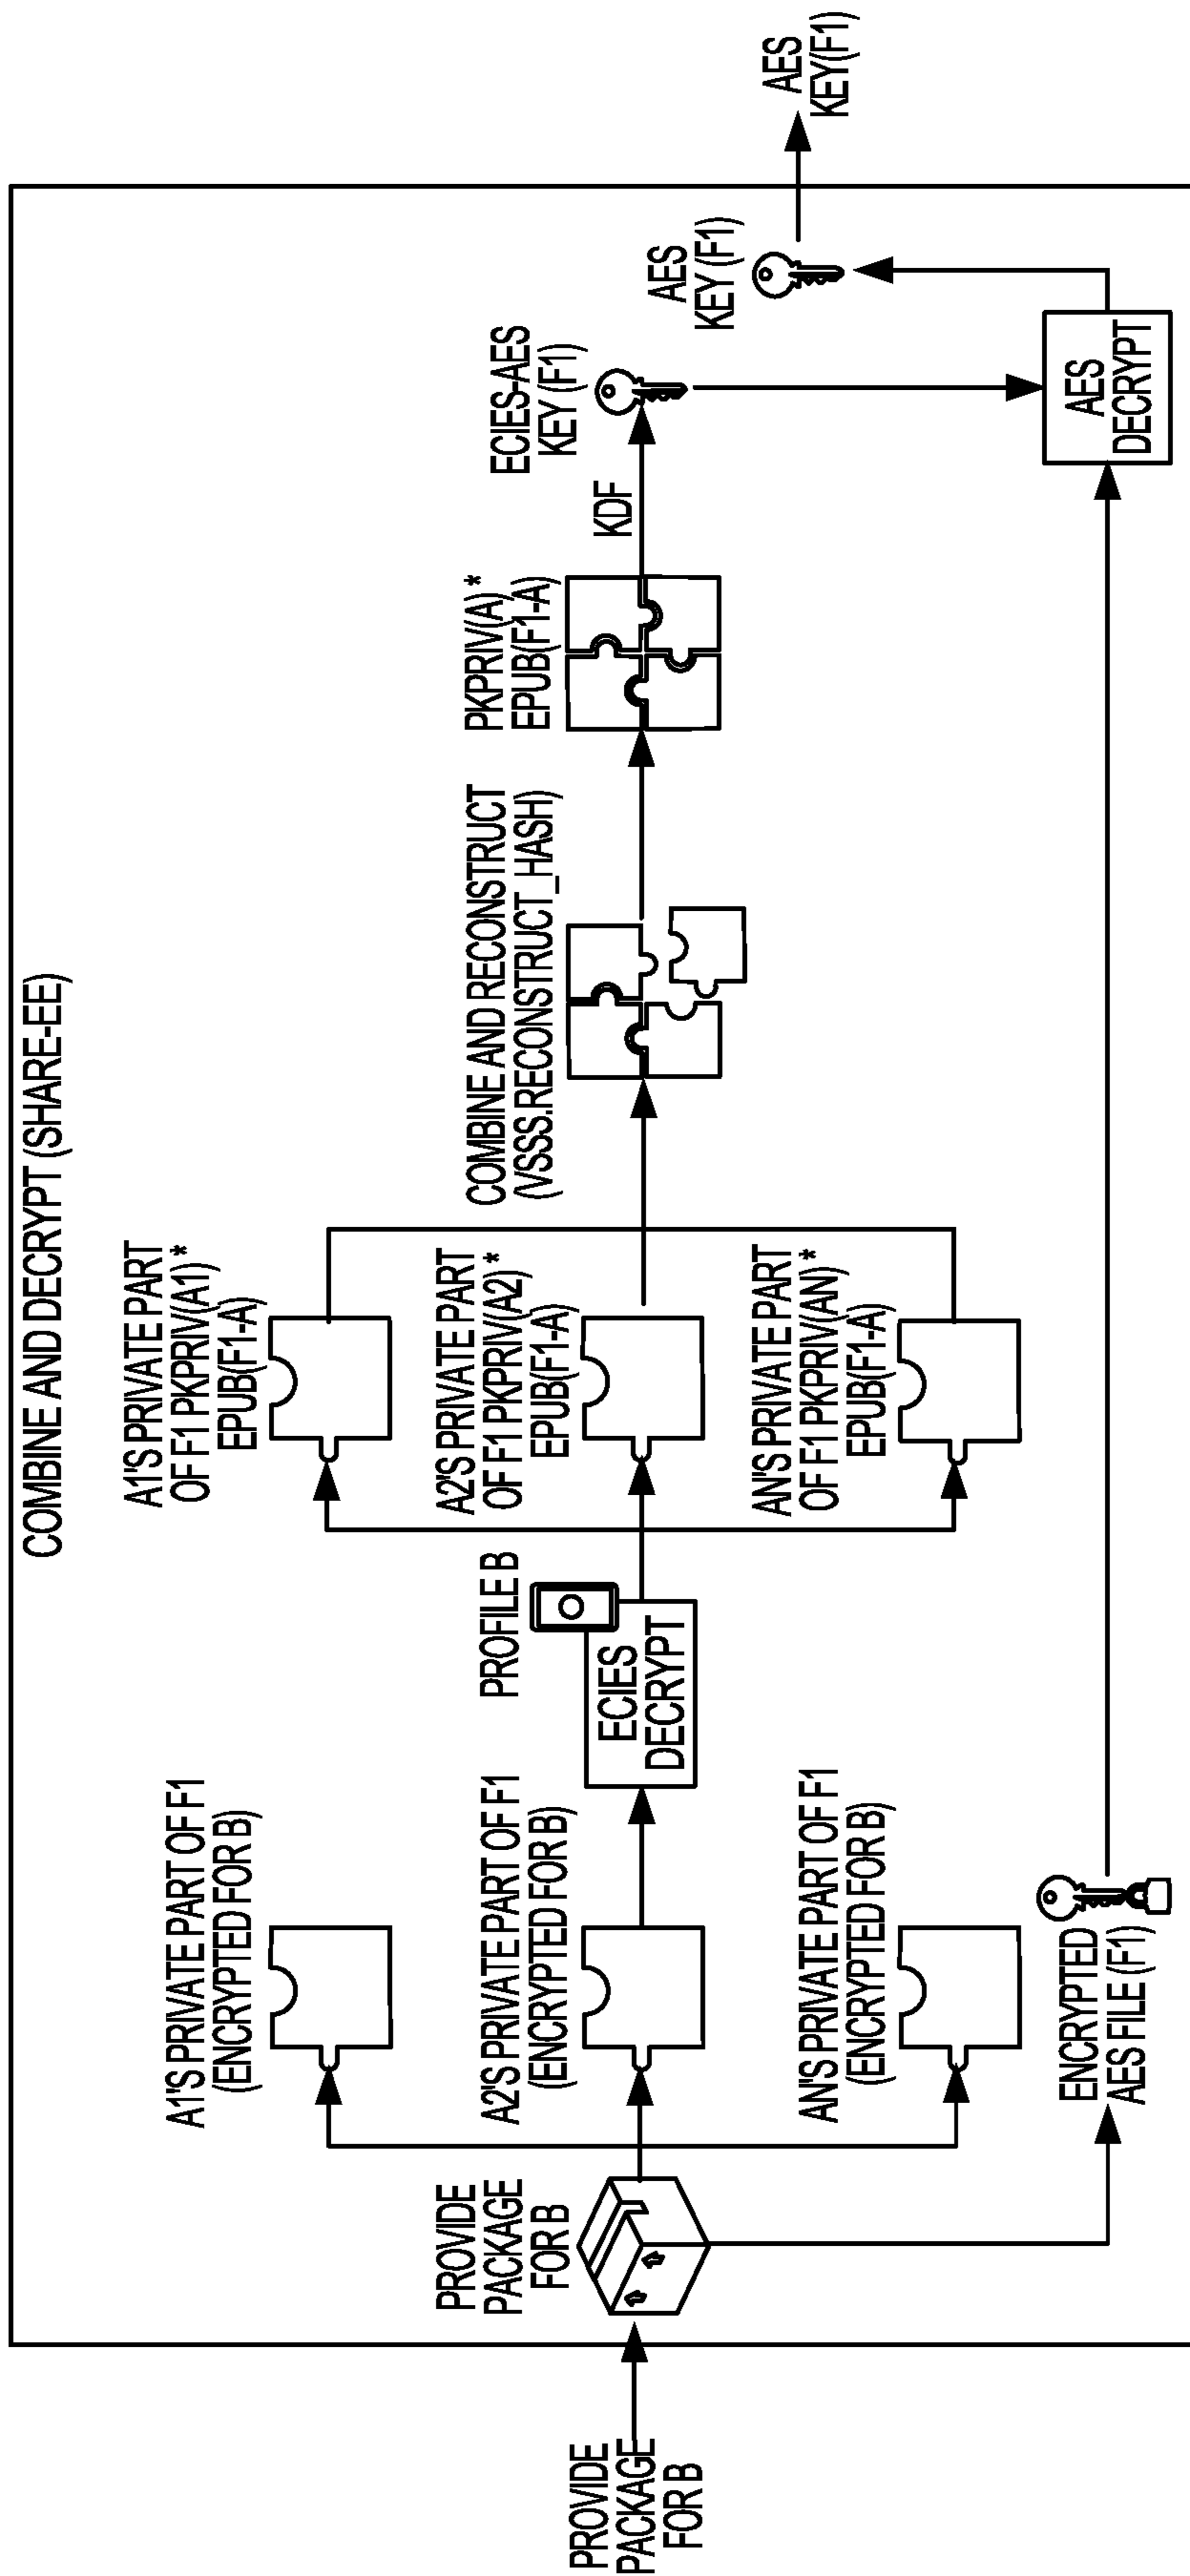 COMBINE AND DECRYPT (SHARE-EE)
PROVIDE
PACKAGE
FOR B
PROVIDE
PACKAGE
FOR B
A1'S PRIVATE PART OF F1
(ENCRYPTED FOR B)
A2'S PRIVATE PART OF F1
(ENCRYPTED FOR B)
AN'S PRIVATE PART OF F1
(ENCRYPTED FOR B)
ENCRYPTED
AES FILE (F1)
PROFILE B
ECIES
DECRYPT
A1'S PRIVATE PART
OF F1 PKPRIV(A1) *
EPUB(F1-A)
A2'S PRIVATE PART
OF F1 PKPRIV(A2) *
EPUB(F1-A)
AN'S PRIVATE PART
OF F1 PKPRIV(AN) *
EPUB(F1-A)
COMBINE AND RECONSTRUCT
(VSSS.RECONSTRUCT_HASH)
PKPRIV(A) *
EPUB(F1-A)
KDF
ECIES-AES
KEY (F1)
AES
DECRYPT
AES
KEY (F1)
AES
KEY(F1)